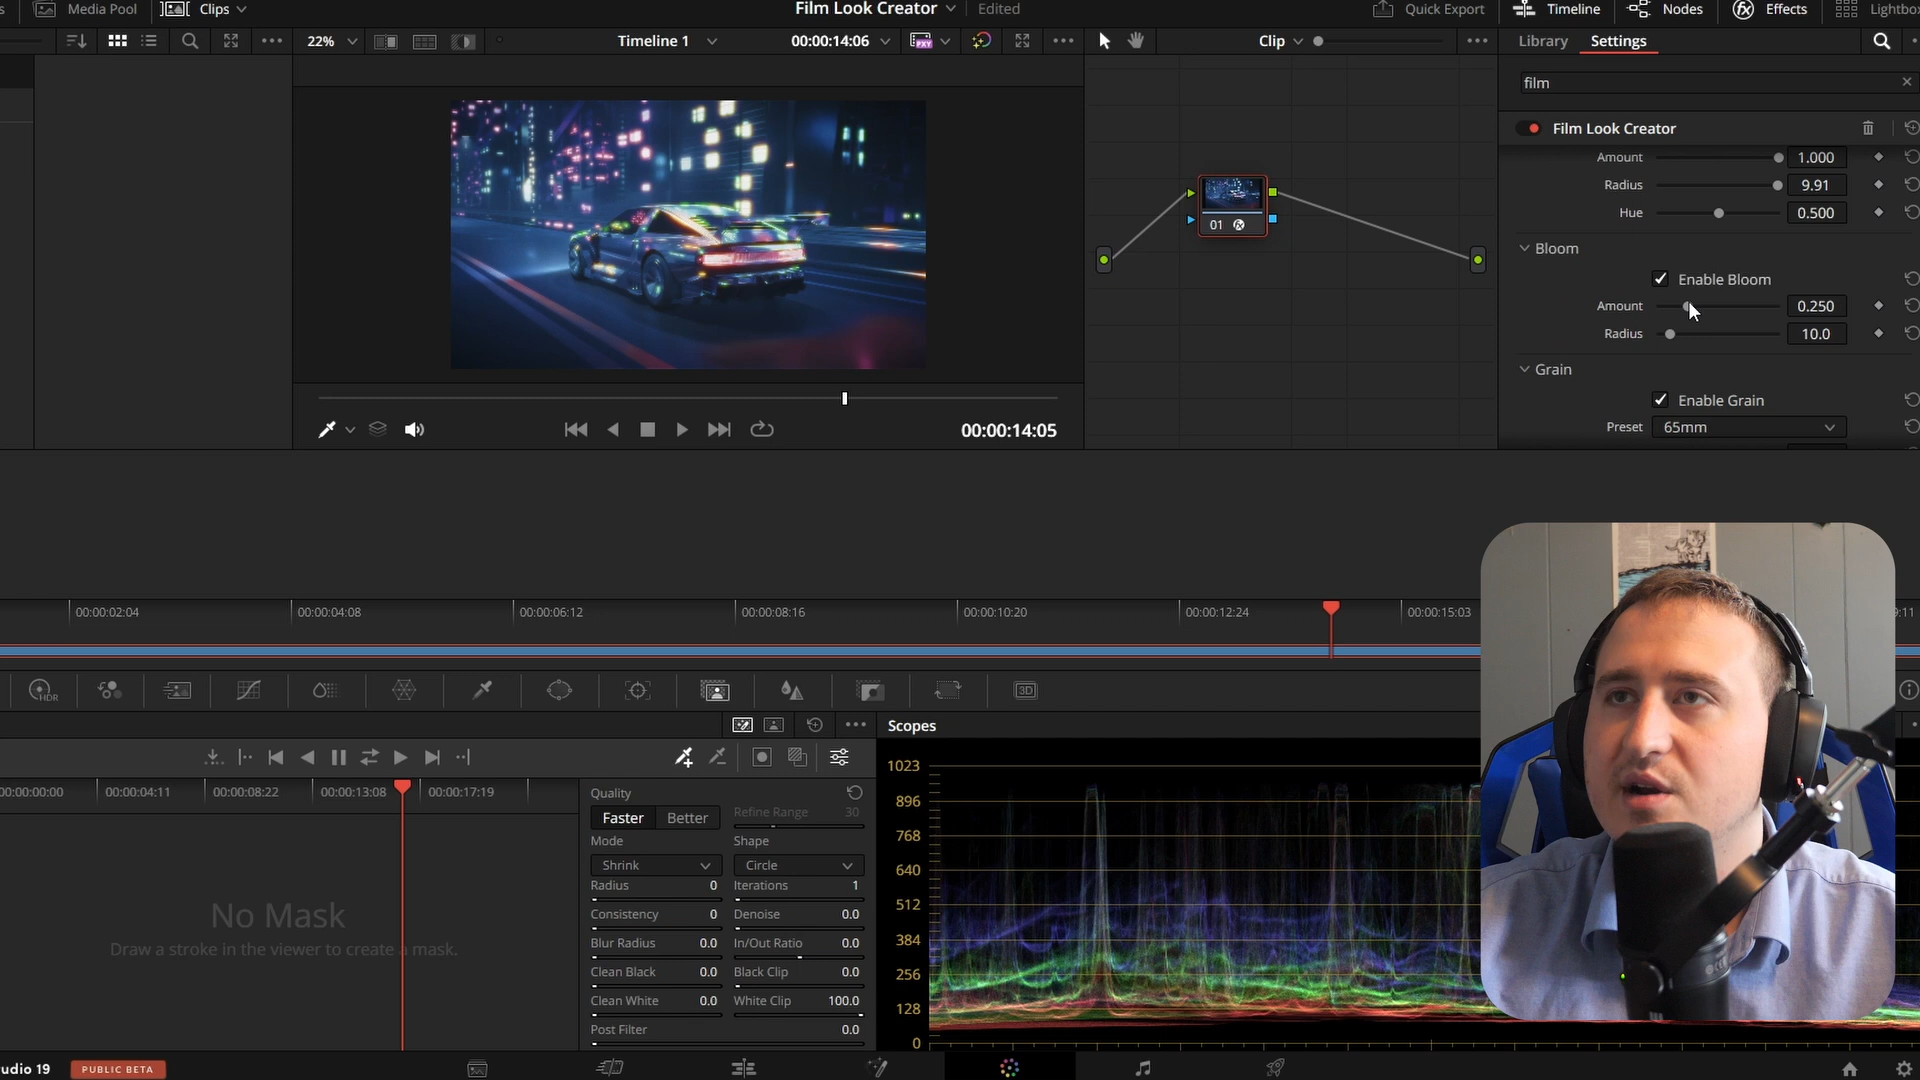 Media Pool
Clips
Film Look Creator
Edited
Quick Export
Timeline
Nodes
Effects
Lightbo
22%
Timeline 1
00:00:14:06
PXY
Clip
Library
Settings
film
Film Look Creator
Amount 1.000
Radius 9.91
Hue 0.500
Bloom
Enable Bloom
Amount 0.250
Radius 10.0
Grain
Enable Grain
Preset 65mm
01
00:00:14:05
00:00:02:04
00:00:04:08
00:00:06:12
00:00:08:16
00:00:10:20
00:00:12:24
00:00:15:03
9:11
HDR
3D
Scopes
00:00:00:00
00:00:04:11
00:00:08:22
00:00:13:08
00:00:17:19
No Mask
Draw a stroke in the viewer to create a mask.
Quality
Faster
Better
Refine Range 30
Mode
Shape
Shrink
Circle
Radius 0
Iterations 1
Consistency 0
Denoise 0.0
Blur Radius 0.0
In/Out Ratio 0.0
Clean Black 0.0
Black Clip 0.0
Clean White 0.0
White Clip 100.0
Post Filter 0.0
1023
896
768
640
512
384
256
128
0
udio 19
PUBLIC BETA